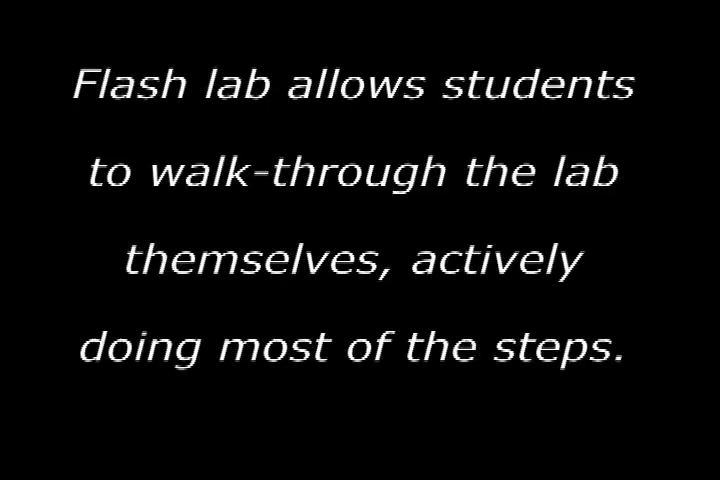 Flash lab allows students
to walk-through the lab
themselves, actively
doing most of the steps.